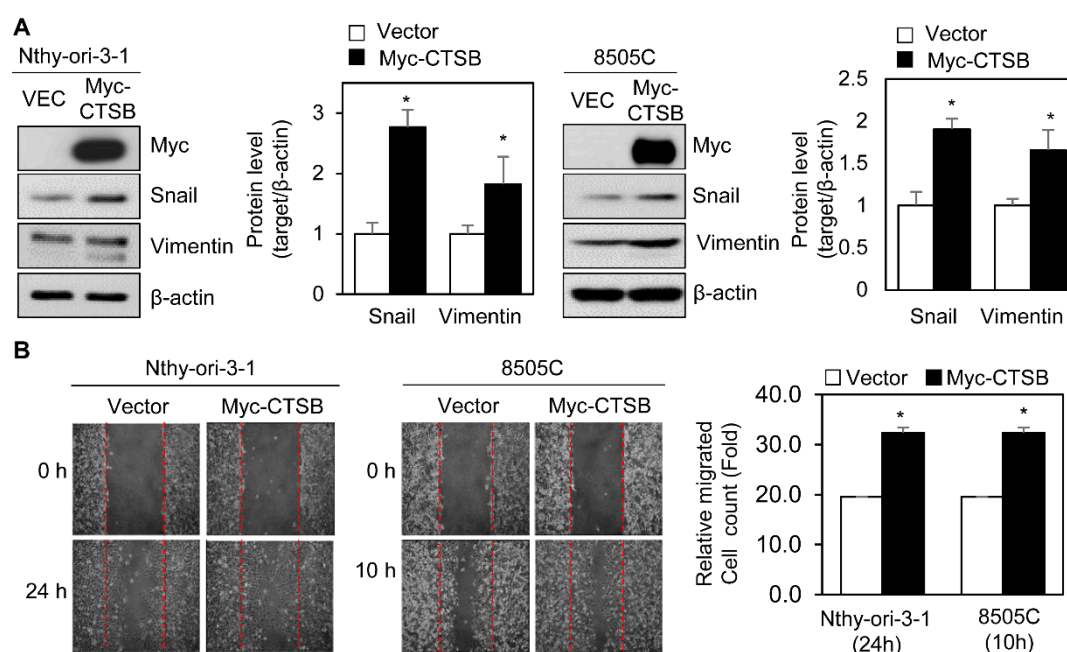 A
Nthy-ori-3-1
VEC
Myc-
CTSB
Myc
Snail
Vimentin
β-actin
Vector
Myc-CTSB
Protein level
(target/β-actin)
3
2
1
0
*
*
Snail
Vimentin
8505C
VEC
Myc-
CTSB
Myc
Snail
Vimentin
β-actin
Vector
Myc-CTSB
Protein level
(target/β-actin)
2.5
2
1.5
1
0.5
0
*
*
Snail
Vimentin
B
Nthy-ori-3-1
Vector
Myc-CTSB
0 h
24 h
8505C
Vector
Myc-CTSB
0 h
10 h
Vector
Myc-CTSB
Relative migrated
Cell count (Fold)
40.0
30.0
20.0
10.0
0.0
*
*
Nthy-ori-3-1
(24h)
8505C
(10h)